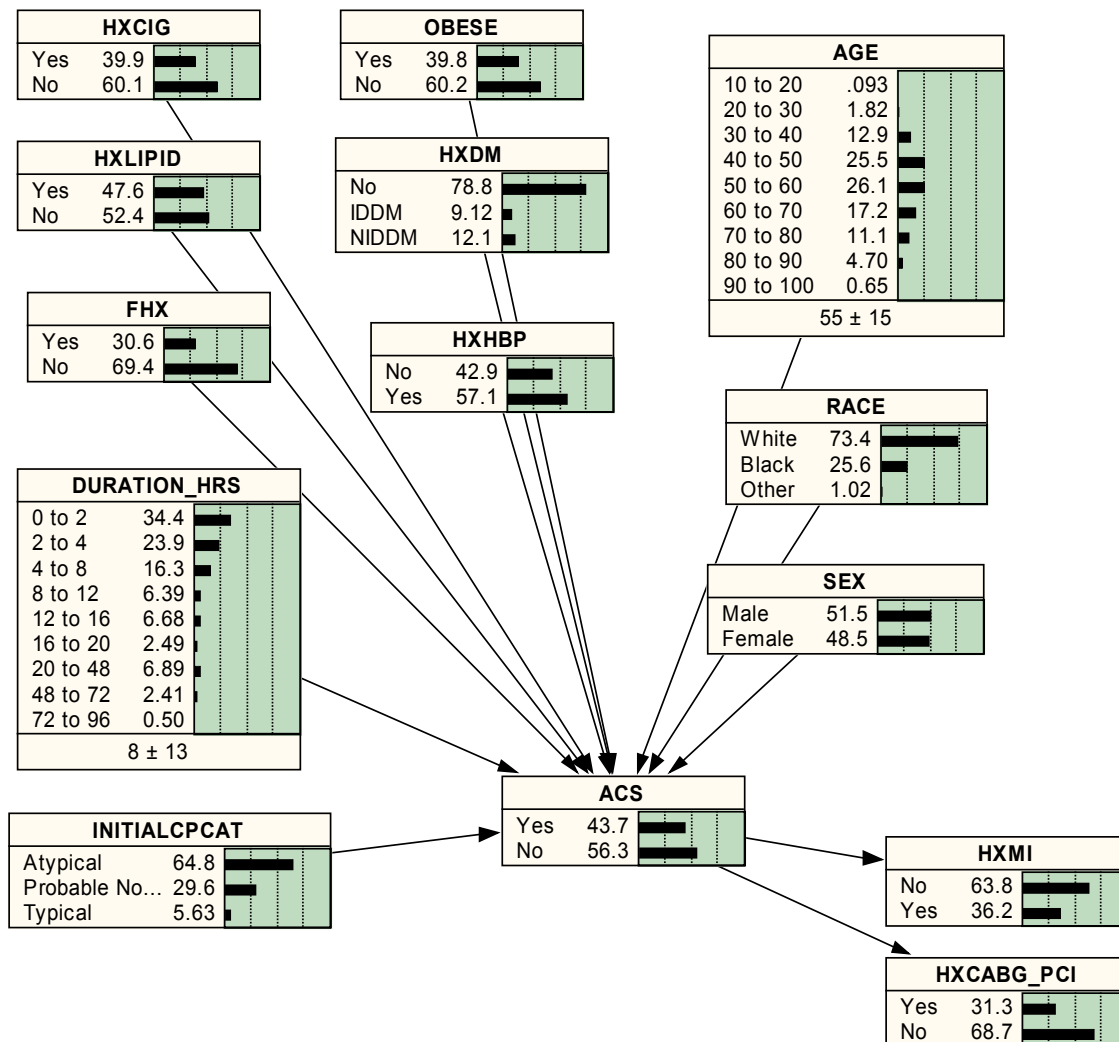 HXCIG
Yes 39.9
No 60.1
OBESE
Yes 39.8
No 60.2
AGE
10 to 20 .093
20 to 30 1.82
30 to 40 12.9
40 to 50 25.5
50 to 60 26.1
60 to 70 17.2
70 to 80 11.1
80 to 90 4.70
90 to 100 0.65
55 ± 15
HXLIPID
Yes 47.6
No 52.4
HXDM
No 78.8
IDDM 9.12
NIDDM 12.1
FHX
Yes 30.6
No 69.4
HXHBP
No 42.9
Yes 57.1
RACE
White 73.4
Black 25.6
Other 1.02
DURATION_HRS
0 to 2 34.4
2 to 4 23.9
4 to 8 16.3
8 to 12 6.39
12 to 16 6.68
16 to 20 2.49
20 to 48 6.89
48 to 72 2.41
72 to 96 0.50
8 ± 13
SEX
Male 51.5
Female 48.5
ACS
Yes 43.7
No 56.3
INITIALCPCAT
Atypical 64.8
Probable No... 29.6
Typical 5.63
HXMI
No 63.8
Yes 36.2
HXCABG_PCI
Yes 31.3
No 68.7